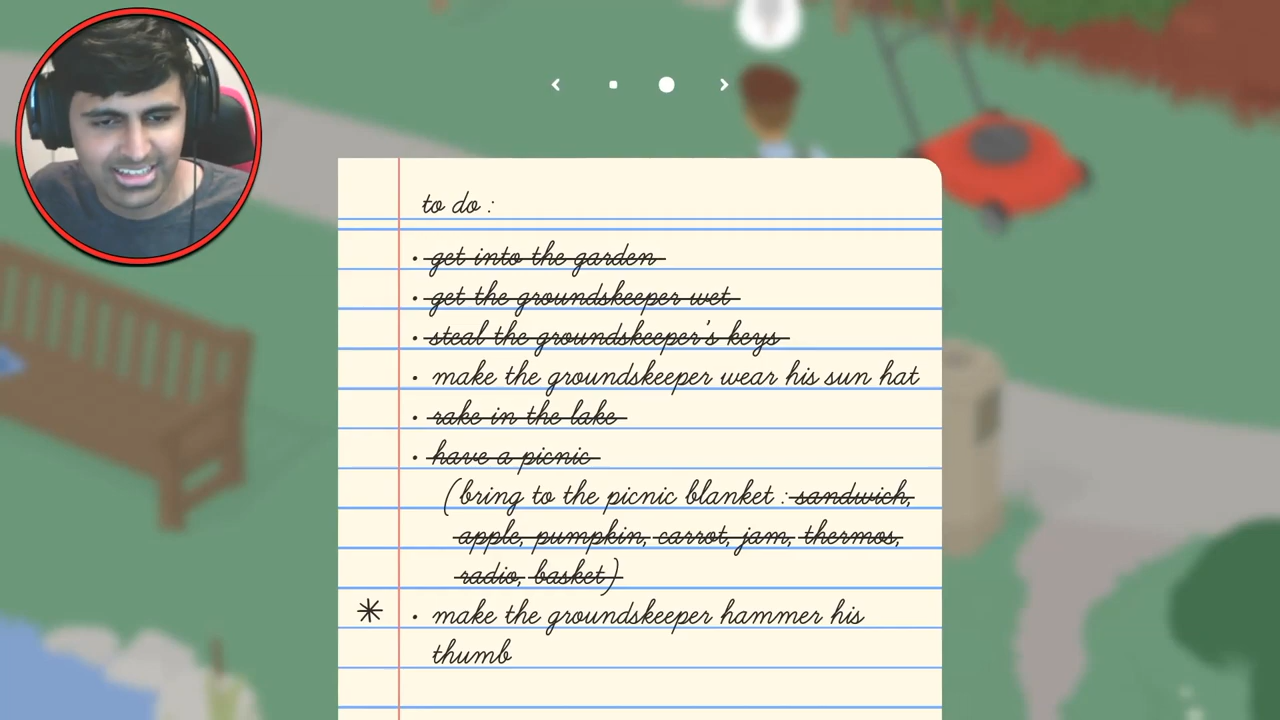 to do :
• get into the garden
• get the groundskeeper wet
• steal the groundskeeper's keys
• make the groundskeeper wear his sun hat
• rake in the lake
• have a picnic
(bring to the picnic blanket : sandwich,
apple, pumpkin, carrot, jam, thermos,
radio, basket)
* • make the groundskeeper hammer his
thumb